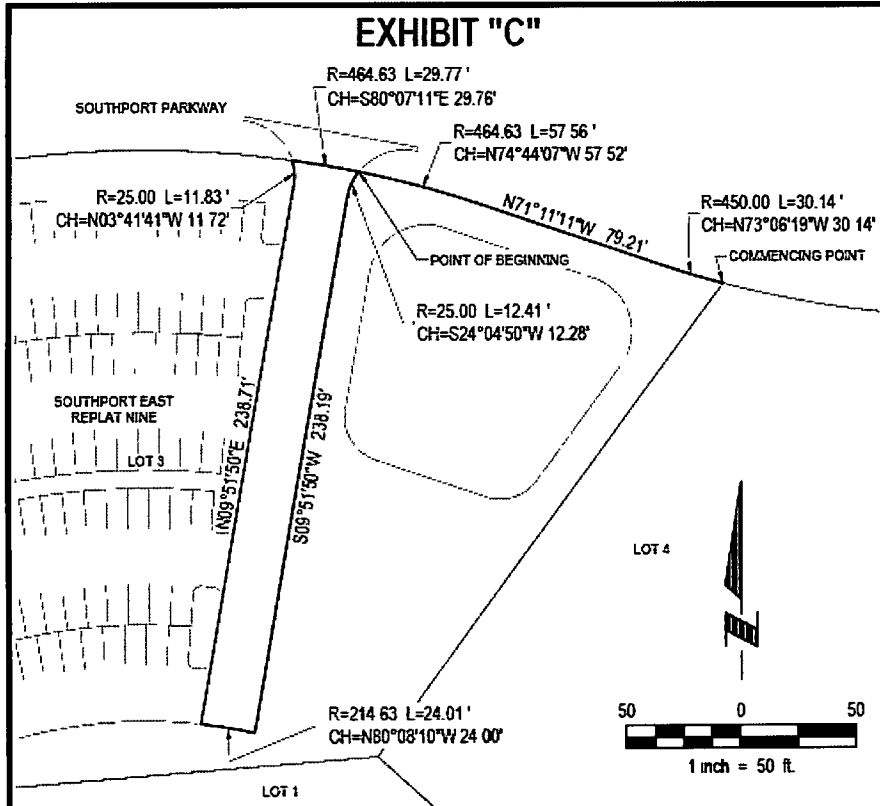 EXHIBIT "C"
R=464.63 L=29.77 '
CH=S80°07'11"E 29.76'
SOUTHPORT PARKWAY
R=464.63 L=57 56 '
CH=N74°44'07"W 57 52'
R=25.00 L=11.83 '
CH=N03°41'41"W 11 72'
N71°11'11"W 79.21'
R=450.00 L=30.14 '
CH=N73°06'19"W 30 14'
POINT OF BEGINNING
COMMENCING POINT
R=25.00 L=12.41 '
CH=S24°04'50"W 12.28'
N09°51'50"E 238.71'
S09°51'50"W 238.19'
SOUTHPORT EAST
REPLAT NINE
LOT 3
LOT 4
R=214 63 L=24.01 '
CH=N80°08'10"W 24 00'
50 0 50
1 inch = 50 ft.
LOT 1